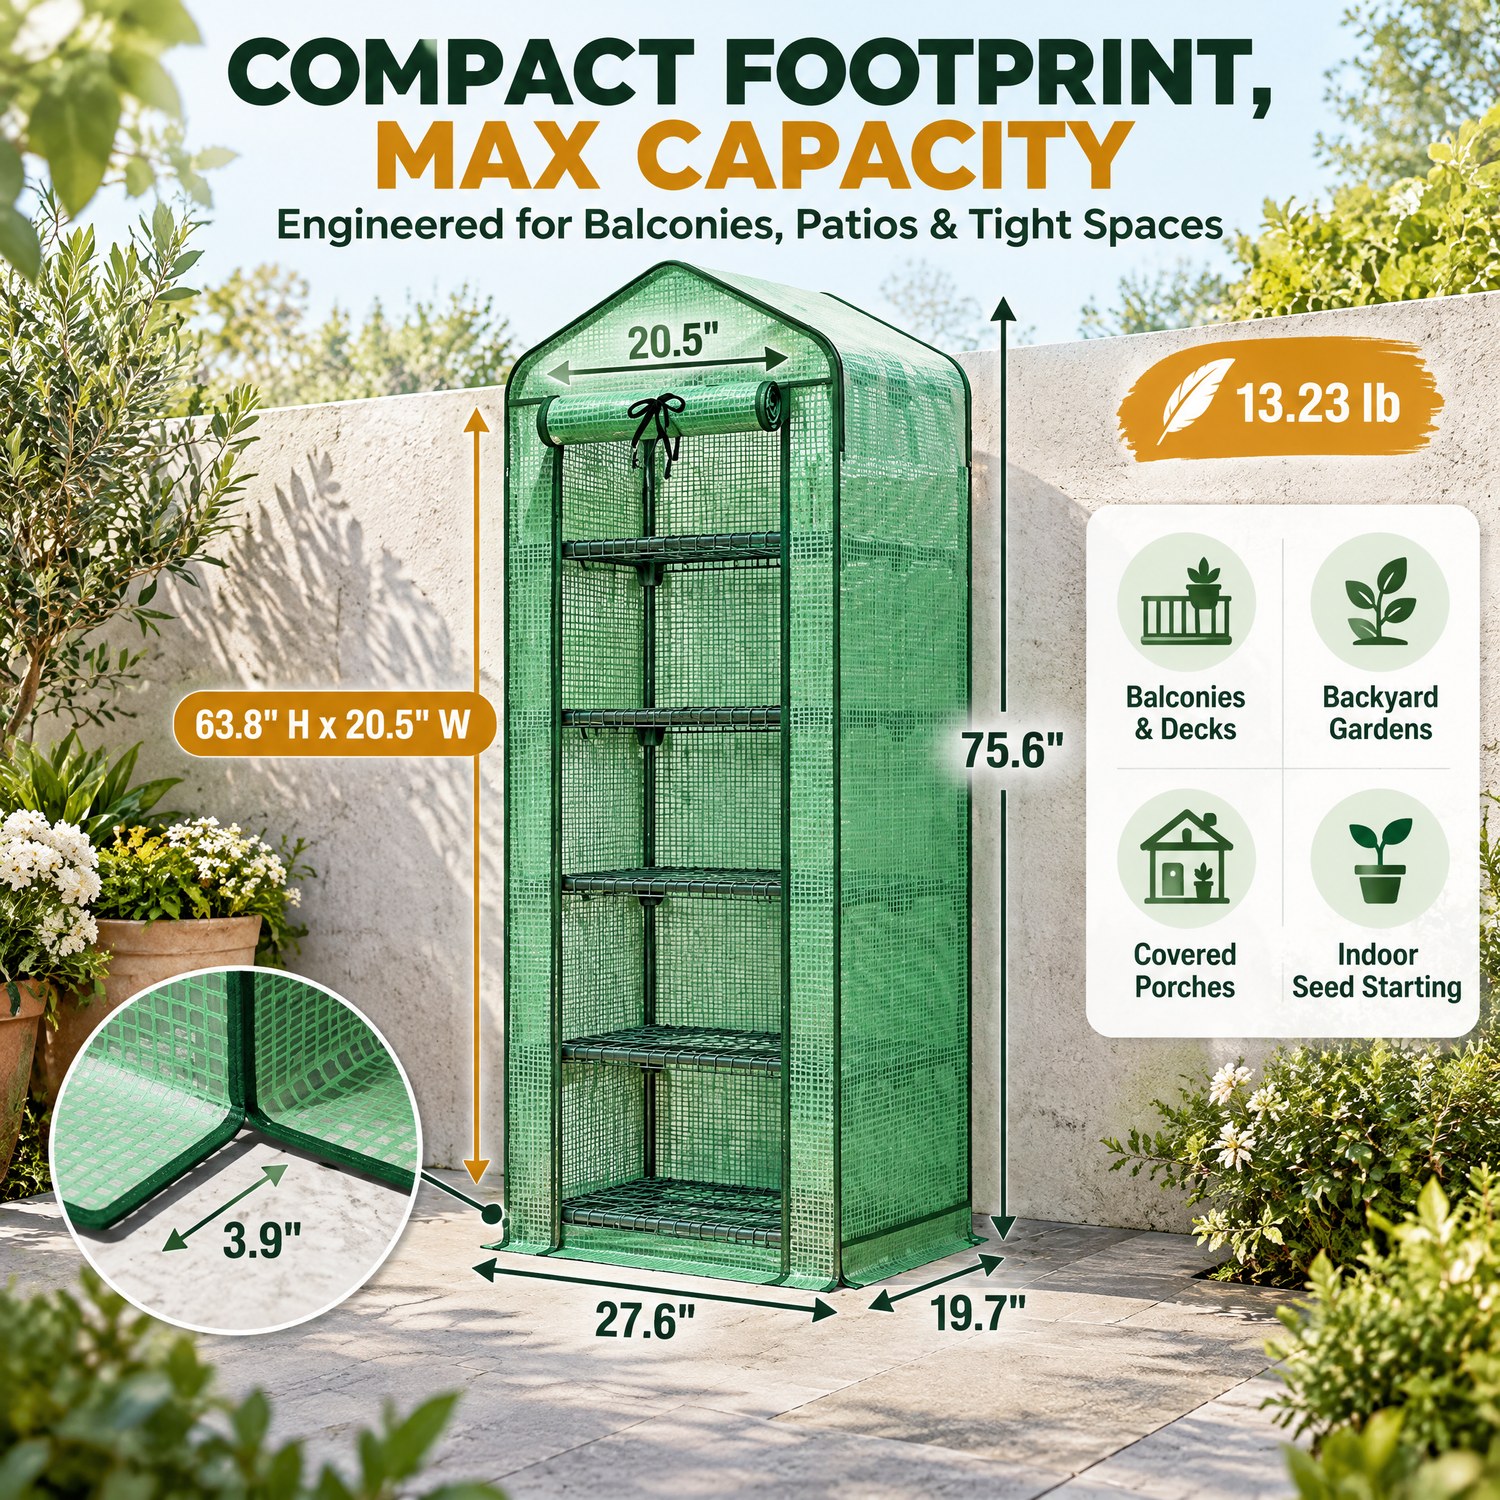 COMPACT FOOTPRINT,
MAX CAPACITY
Engineered for Balconies, Patios & Tight Spaces
20.5"
13.23 lb
63.8" H x 20.5" W
75.6"
Balconies
& Decks
Backyard
Gardens
Covered
Porches
Indoor
Seed Starting
3.9"
27.6"
19.7"